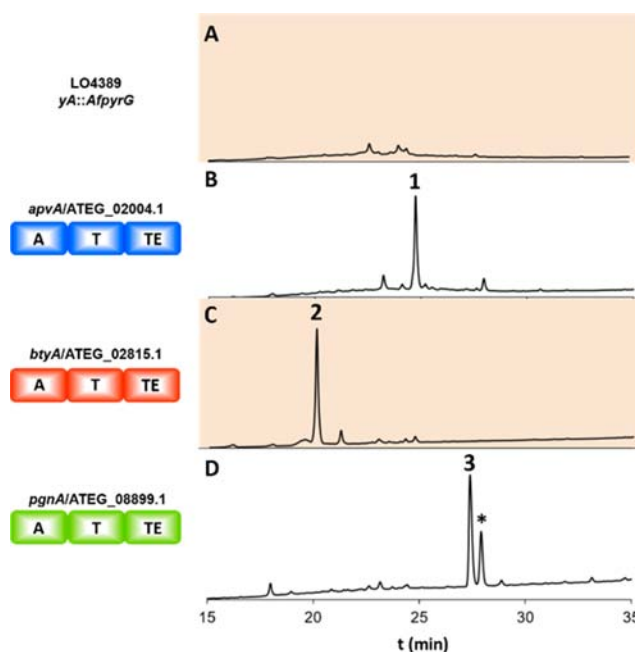 A
LO4389
yA::AfpyrG
B
1
apvA/ATEG_02004.1
A T TE
C
2
btyA/ATEG_02815.1
A T TE
D
3
*
pgnA/ATEG_08899.1
A T TE
15 20 25 30 35
t (min)